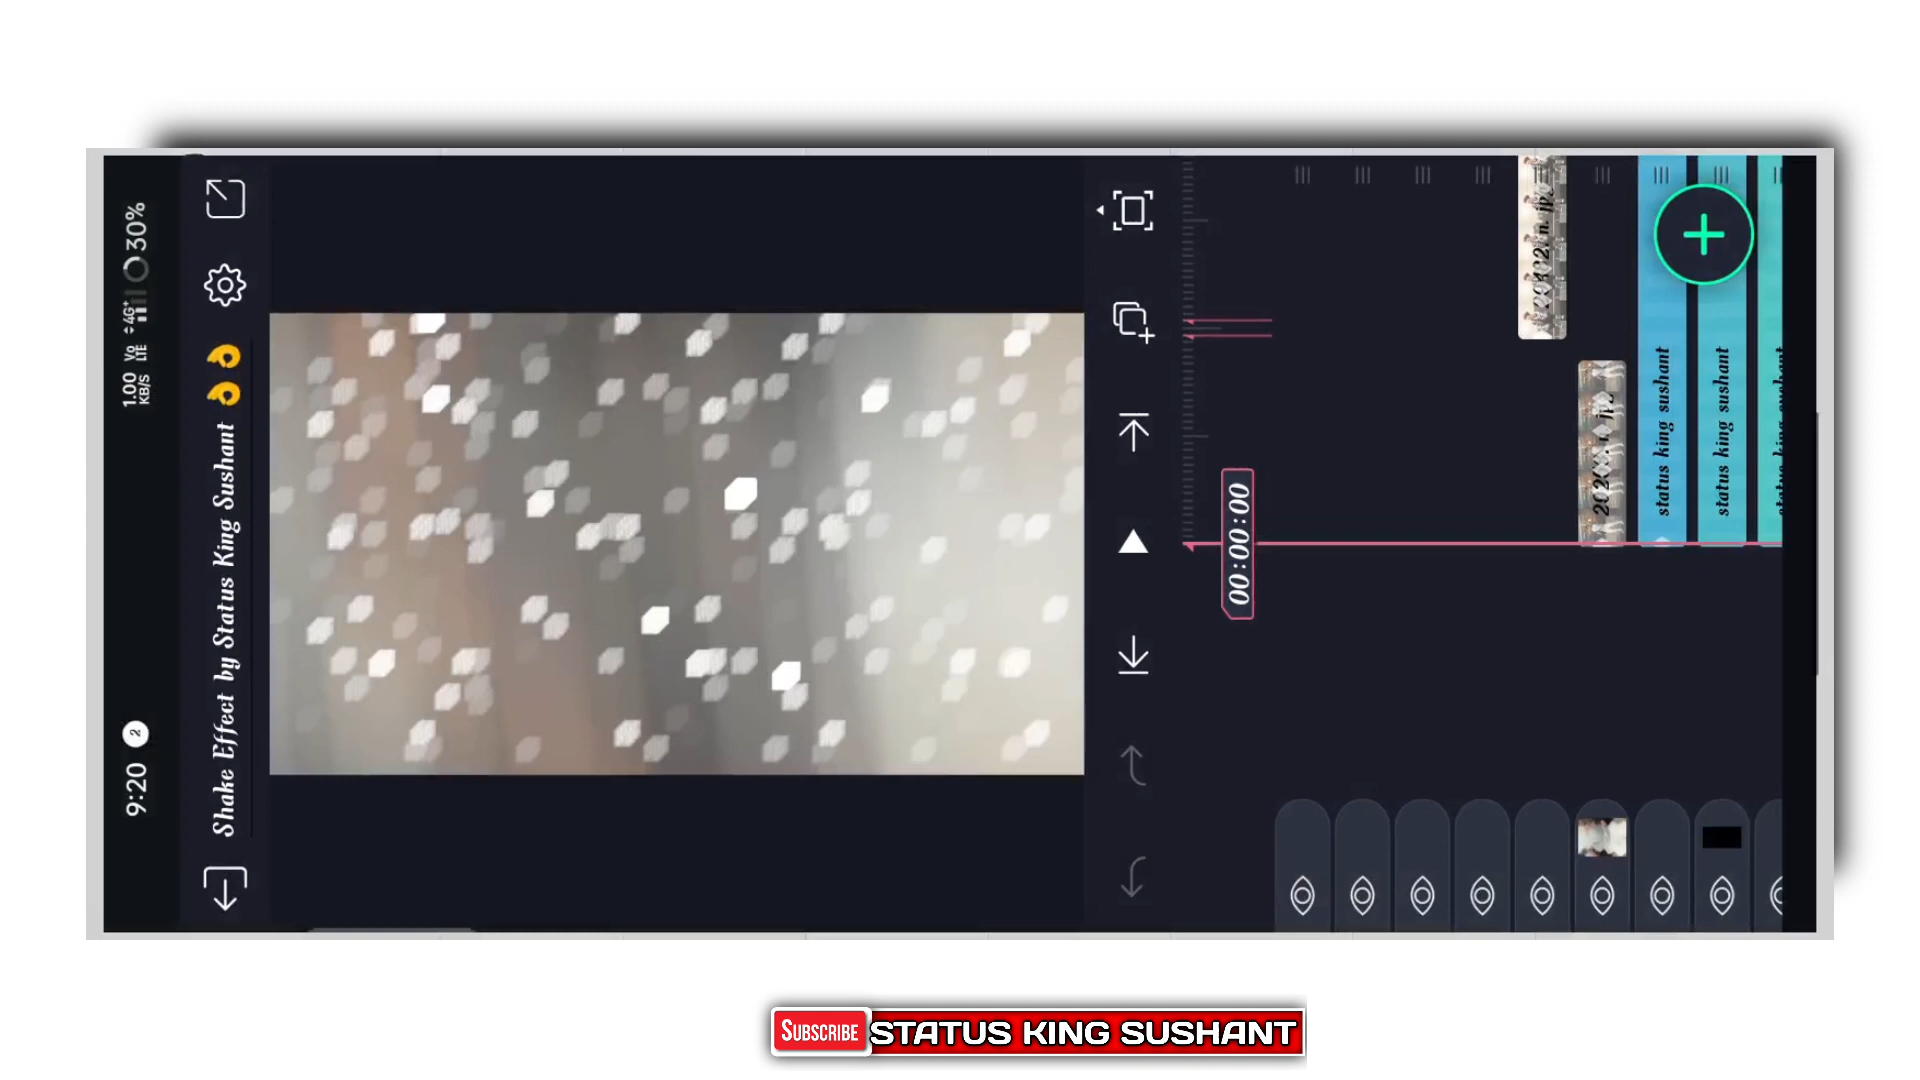 9:20 2 1.00 KB/S Vo LTE 4G+ 30%
Shake Effect by Status King Sushant 👌👌
00:00:00
status king sushant
status king sushant
status king sushant
SUBSCRIBE STATUS KING SUSHANT